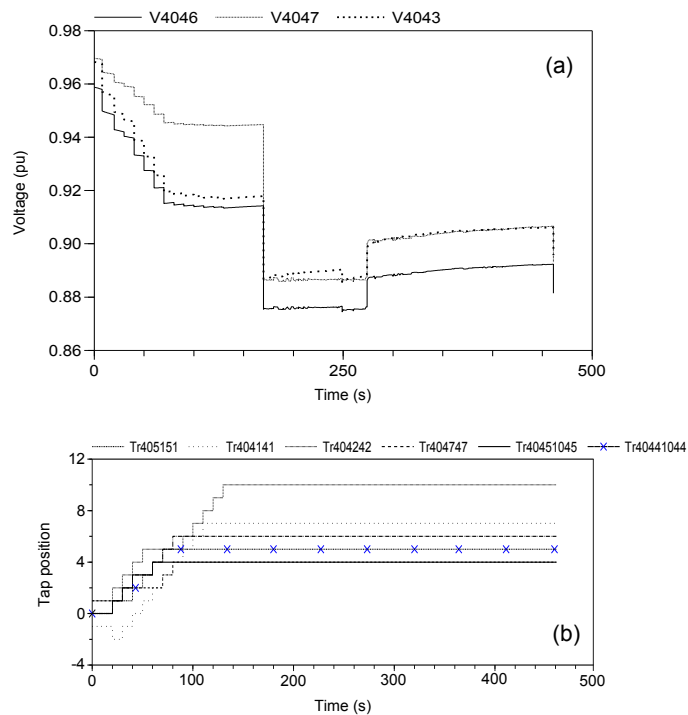 V4046 V4047 V4043
0.98
0.96
0.94
0.92
0.90
0.88
0.86
Voltage (pu)
(a)
0 250 500
Time (s)
Tr405151 Tr404141 Tr404242 Tr404747 Tr40451045 Tr40441044
12
8
4
0
-4
Tap position
(b)
0 100 200 300 400 500
Time (s)